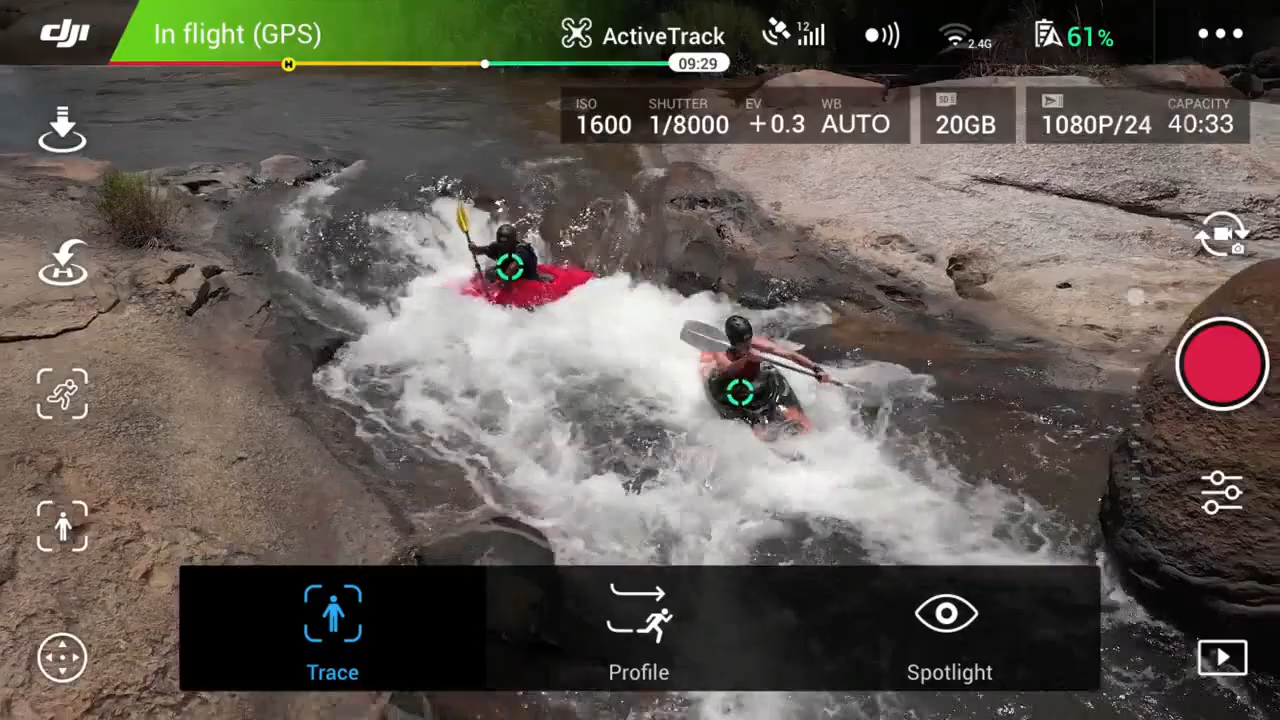 dji
In flight (GPS)
ActiveTrack
12
2.4G
61%
H
09:29
ISO
1600
SHUTTER
1/8000
EV
+0.3
WB
AUTO
SD
20GB
1080P/24
CAPACITY
40:33
H
Trace
Profile
Spotlight